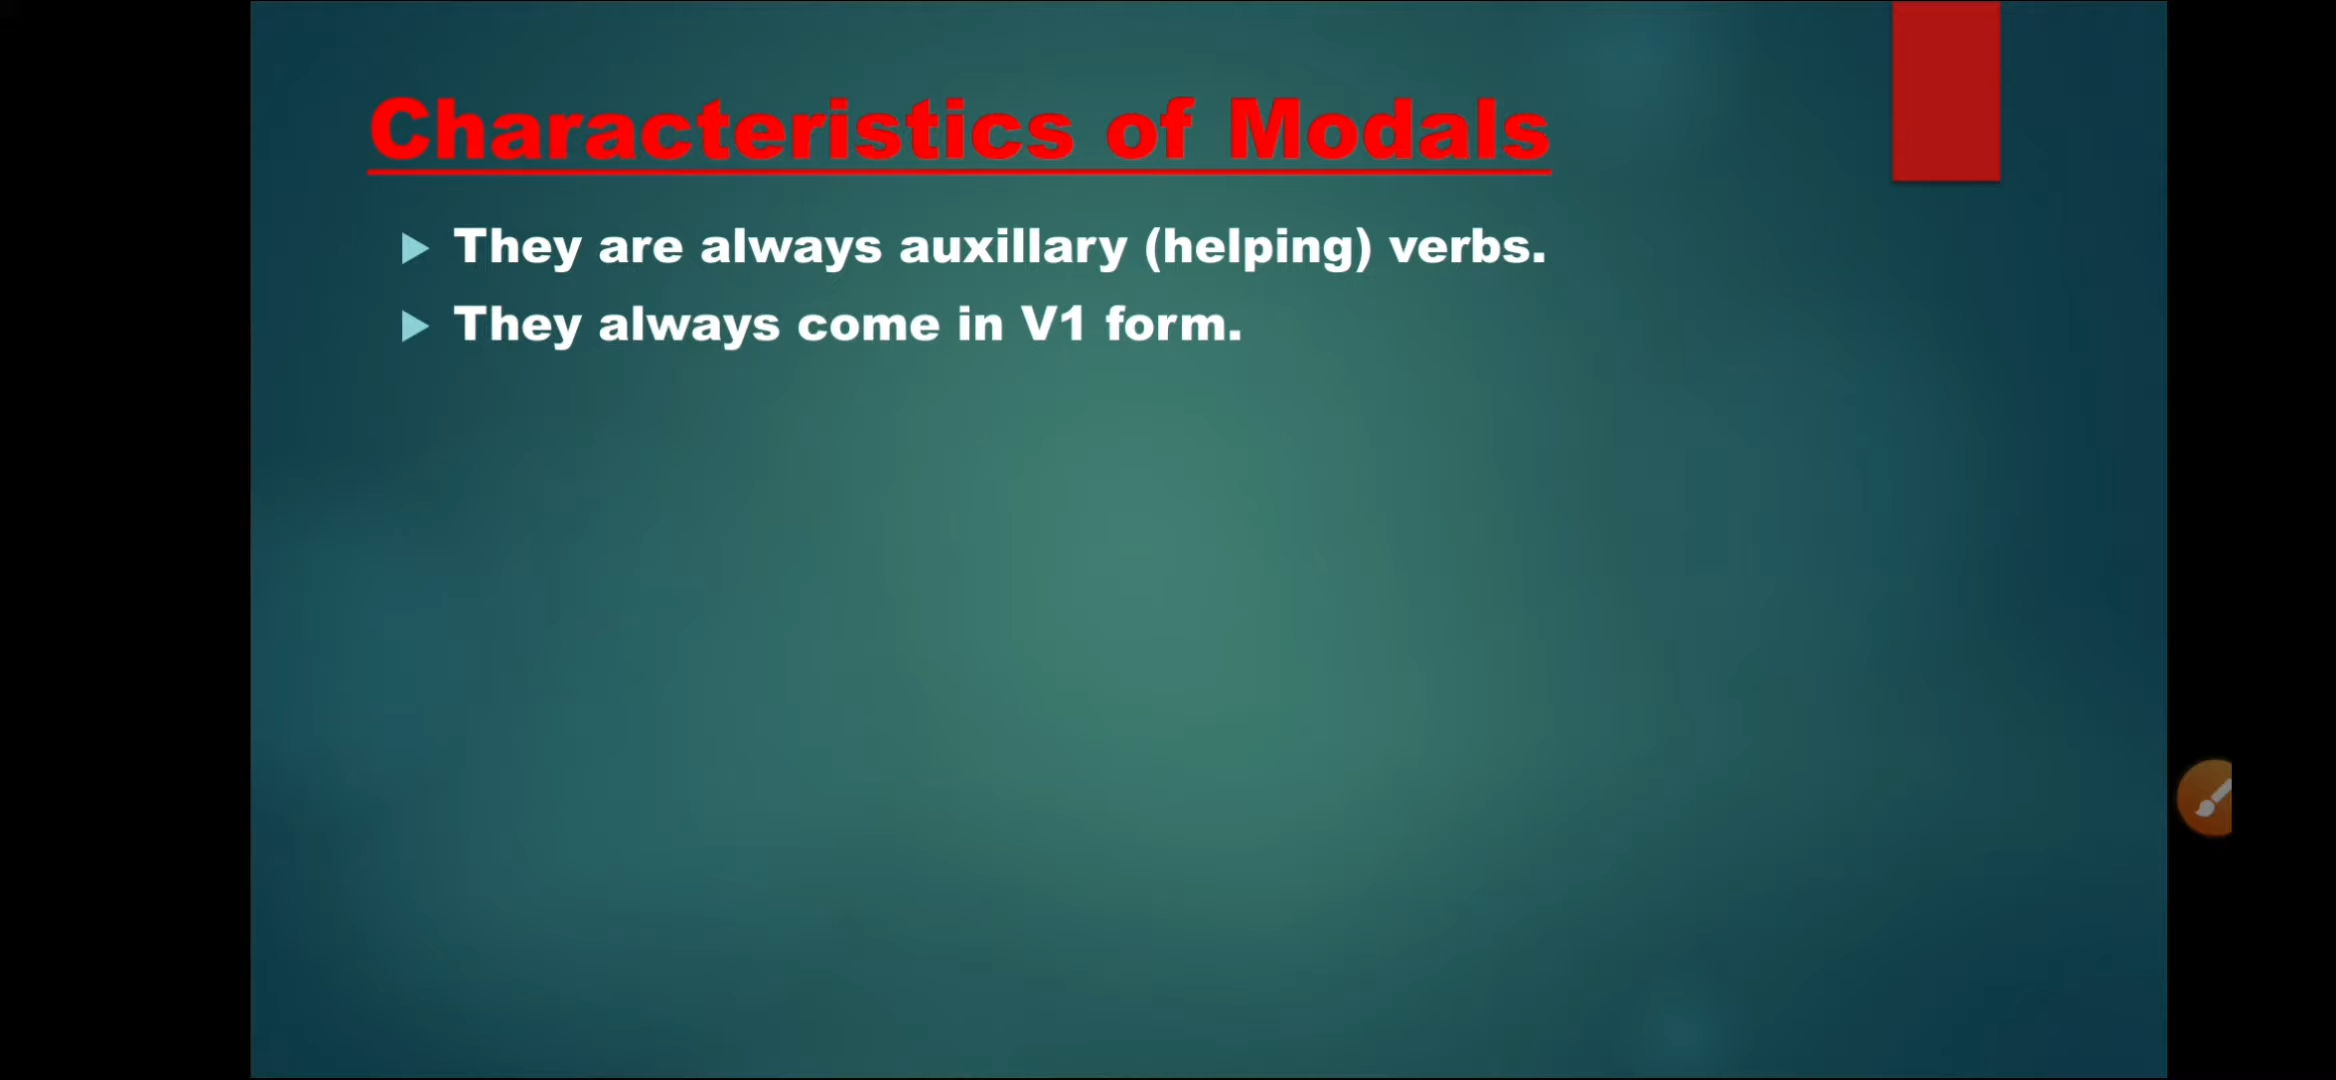 Characteristics of Modals
They are always auxillary (helping) verbs.
They always come in V1 form.